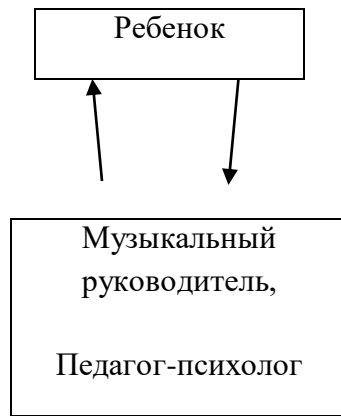 Ребенок
Музыкальный
руководитель,
Педагог-психолог